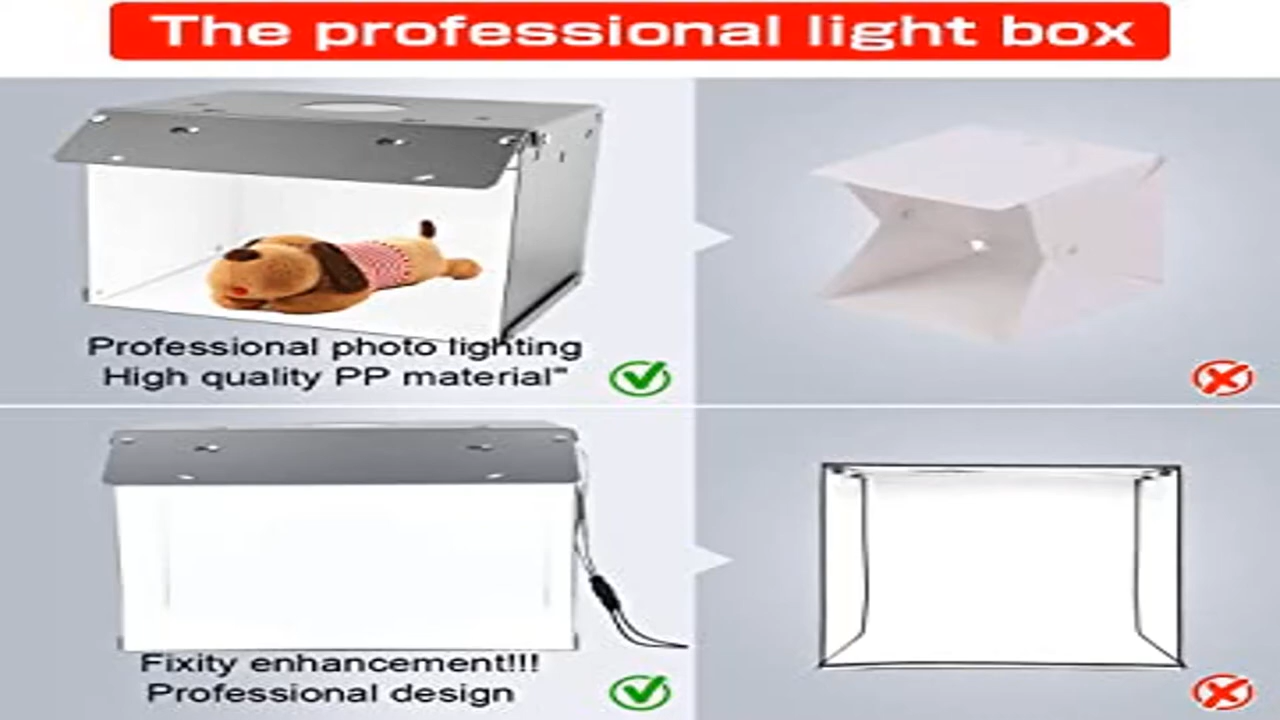 The professional light box
Professional photo lighting
High quality PP material"
Fixity enhancement!!!
Professional design